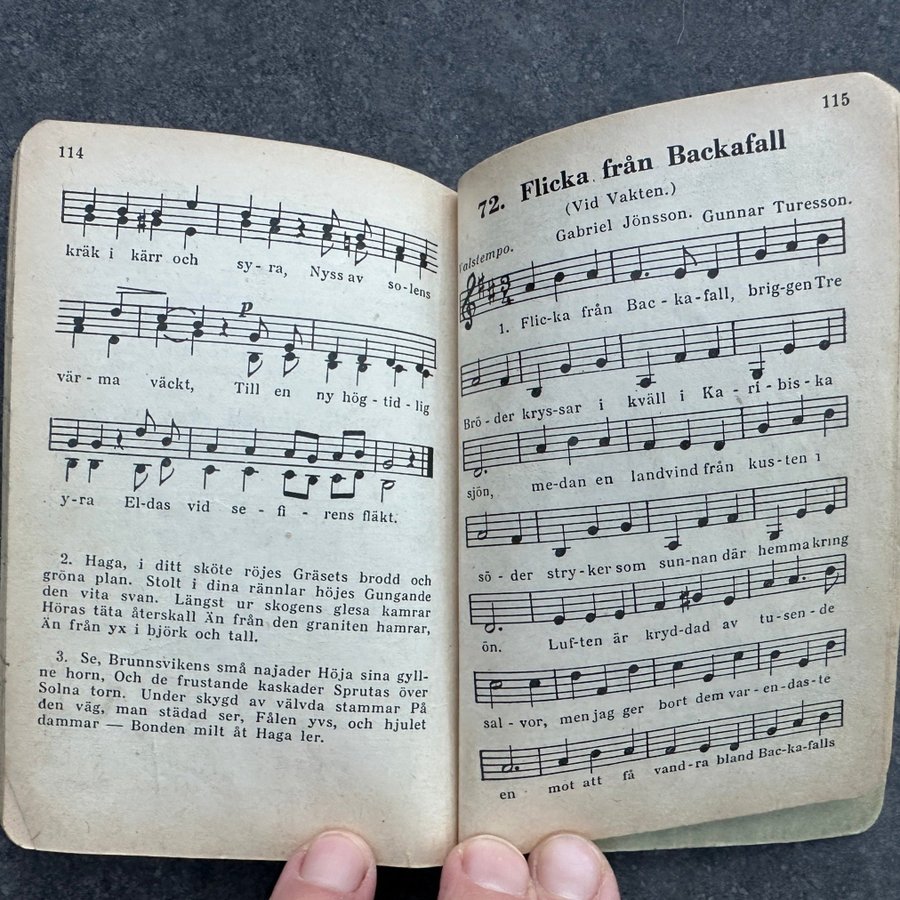 114
kräk i kärr och sy-ra, Nyss av so-lens
p
vär-ma väckt, Till en ny hög-tid-lig
y-ra El-das vid se - fi - rens fläkt.
2. Haga, i ditt sköte röjes Gräsets brodd och
gröna plan. Stolt i dina rännlar höjes Gungande
den vita svan. Längst ur skogens glesa kamrar
Höras täta återskall Än från den graniten hamrar,
Än från yx i björk och tall.
3. Se, Brunnsvikens små najader Höja sina gyll-
ne horn, Och de frustande kaskader Sprutas över
Solna torn. Under skygd av välvda stammar På
den väg, man städad ser, Fålen yvs, och hjulet
dammar — Bonden milt åt Haga ler.
115
72. Flicka från Backafall
(Vid Vakten.)
Gabriel Jönsson. Gunnar Turesson.
Valstempo.
3
4
1. Flic-ka från Bac-ka-fall, brig-gen Tre
Brö-der krys-sar i kväll i Ka-ri-bis-ka
sjön, me-dan en landvind från kus-ten i
sö-der stry-ker som sun-nan där hemma kring
ön. Luf-ten är kryd-dad av tu-sen-de
sal-vor, men jag ger bort dem var-en-das-te
en mot att få vand-ra bland Bac-ka-falls